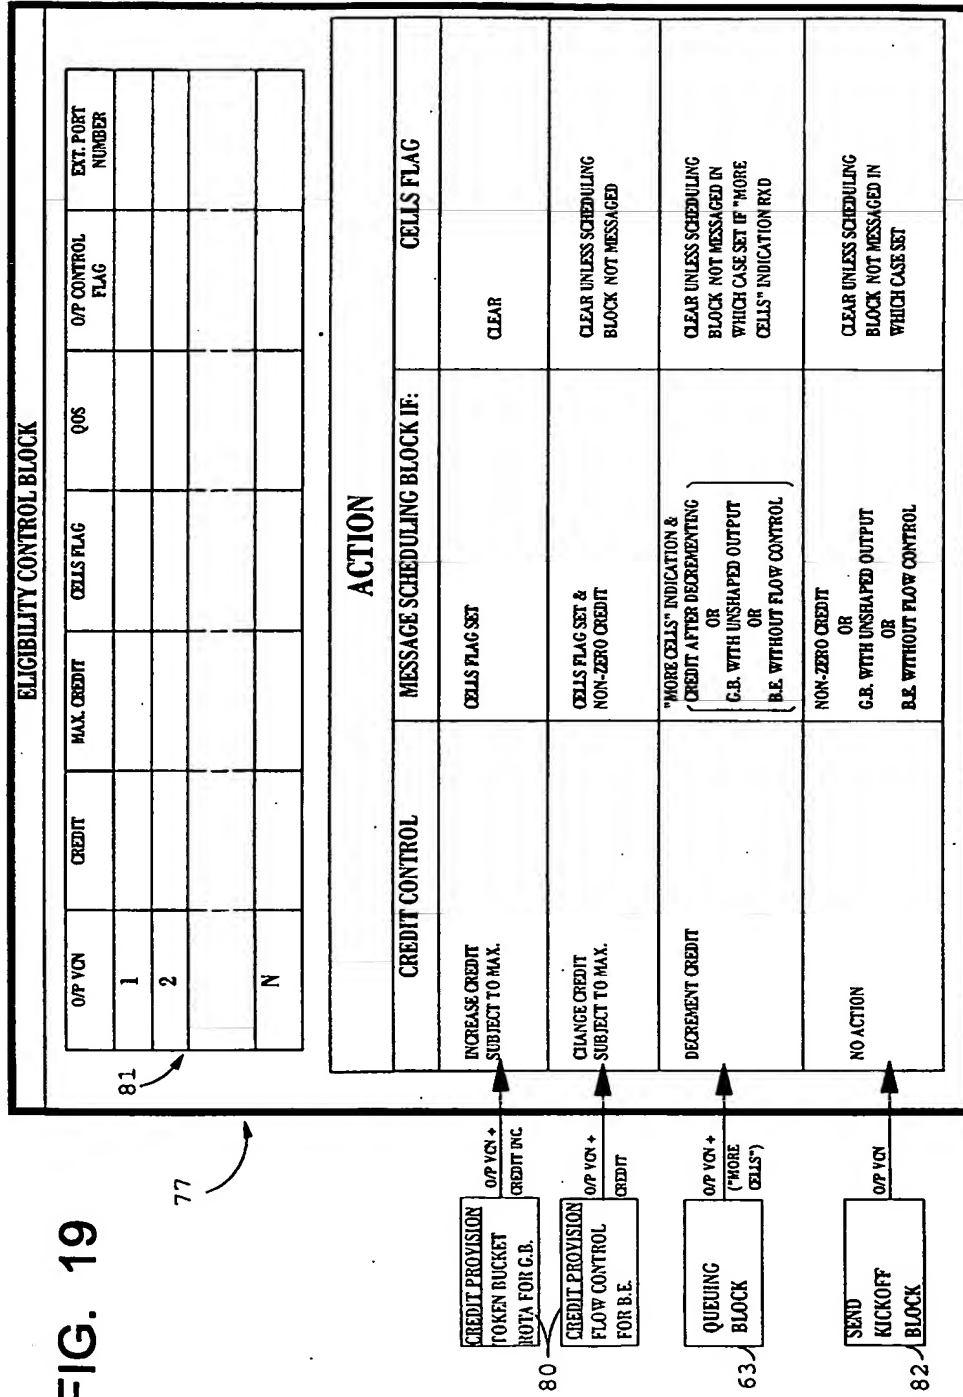 FIG. 19
77
ELIGIBILITY CONTROL BLOCK
81
O/P VCN
CREDIT
MAX. CREDIT
CELLS FLAG
QOS
O/P CONTROL
FLAG
EXT. PORT
NUMBER
1
2
N
ACTION
CREDIT CONTROL
MESSAGE SCHEDULING BLOCK IF:
CELLS FLAG
CREDIT PROVISION
TOKEN BUCKET
ROTA FOR G.B.
O/P VCN +
CREDIT INC.
INCREASE CREDIT
SUBJECT TO MAX.
CELLS FLAG SET
CLEAR
80
CREDIT PROVISION
FLOW CONTROL
FOR B.E.
O/P VCN +
CREDIT
CHANGE CREDIT
SUBJECT TO MAX.
CELLS FLAG SET &
NON-ZERO CREDIT
CLEAR UNLESS SCHEDULING
BLOCK NOT MESSAGED
63
QUEUING
BLOCK
O/P VCN +
("MORE
CELLS")
DECREMENT CREDIT
"MORE CELLS" INDICATION &
CREDIT AFTER DECREMENTING
OR
G.B. WITH UNSHAPED OUTPUT
OR
B.E. WITHOUT FLOW CONTROL
CLEAR UNLESS SCHEDULING
BLOCK NOT MESSAGED IN
WHICH CASE SET IF "MORE
CELLS" INDICATION RXD
82
SEND
KICKOFF
BLOCK
O/P VCN
NO ACTION
NON-ZERO CREDIT
OR
G.B. WITH UNSHAPED OUTPUT
OR
B.E. WITHOUT FLOW CONTROL
CLEAR UNLESS SCHEDULING
BLOCK NOT MESSAGED IN
WHICH CASE SET